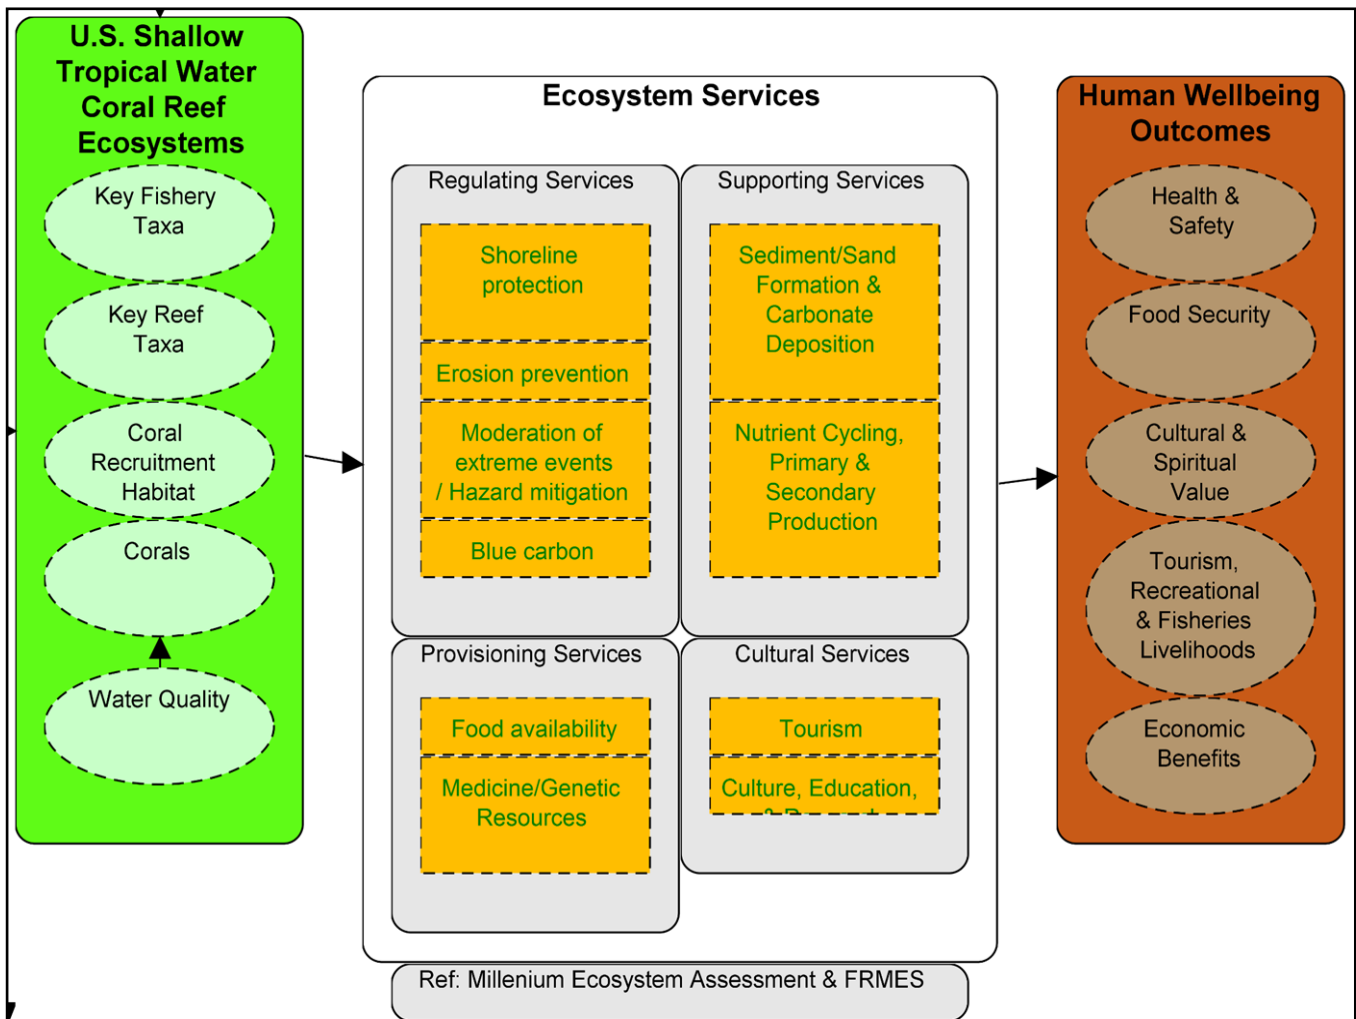 U.S. Shallow
Tropical Water
Coral Reef
Ecosystems
Key Fishery
Taxa
Key Reef
Taxa
Coral
Recruitment
Habitat
Corals
Water Quality
Ecosystem Services
Regulating Services
Shoreline
protection
Erosion prevention
Moderation of
extreme events
/ Hazard mitigation
Blue carbon
Supporting Services
Sediment/Sand
Formation &
Carbonate
Deposition
Nutrient Cycling,
Primary &
Secondary
Production
Provisioning Services
Food availability
Medicine/Genetic
Resources
Cultural Services
Tourism
Culture, Education,
Ref: Millenium Ecosystem Assessment & FRMES
Human Wellbeing
Outcomes
Health &
Safety
Food Security
Cultural &
Spiritual
Value
Tourism,
Recreational
& Fisheries
Livelihoods
Economic
Benefits